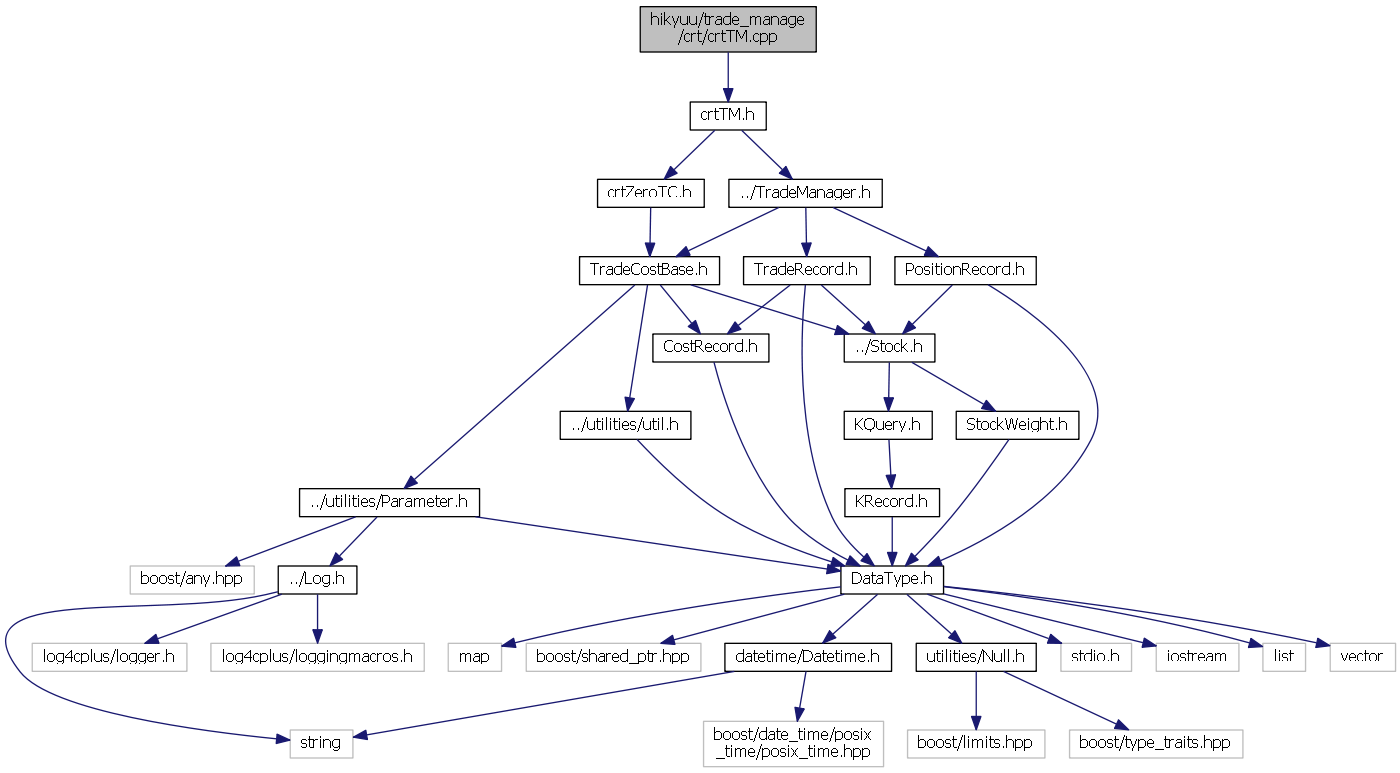 hikyuu/trade_manage
/crt/crtTM.cpp
crtTM.h
crtZeroTC.h
../TradeManager.h
TradeCostBase.h
TradeRecord.h
PositionRecord.h
CostRecord.h
../Stock.h
../utilities/util.h
KQuery.h
StockWeight.h
../utilities/Parameter.h
KRecord.h
boost/any.hpp
../Log.h
DataType.h
log4cplus/logger.h
log4cplus/loggingmacros.h
map
boost/shared_ptr.hpp
datetime/Datetime.h
utilities/Null.h
stdio.h
iostream
list
vector
string
boost/date_time/posix
_time/posix_time.hpp
boost/limits.hpp
boost/type_traits.hpp